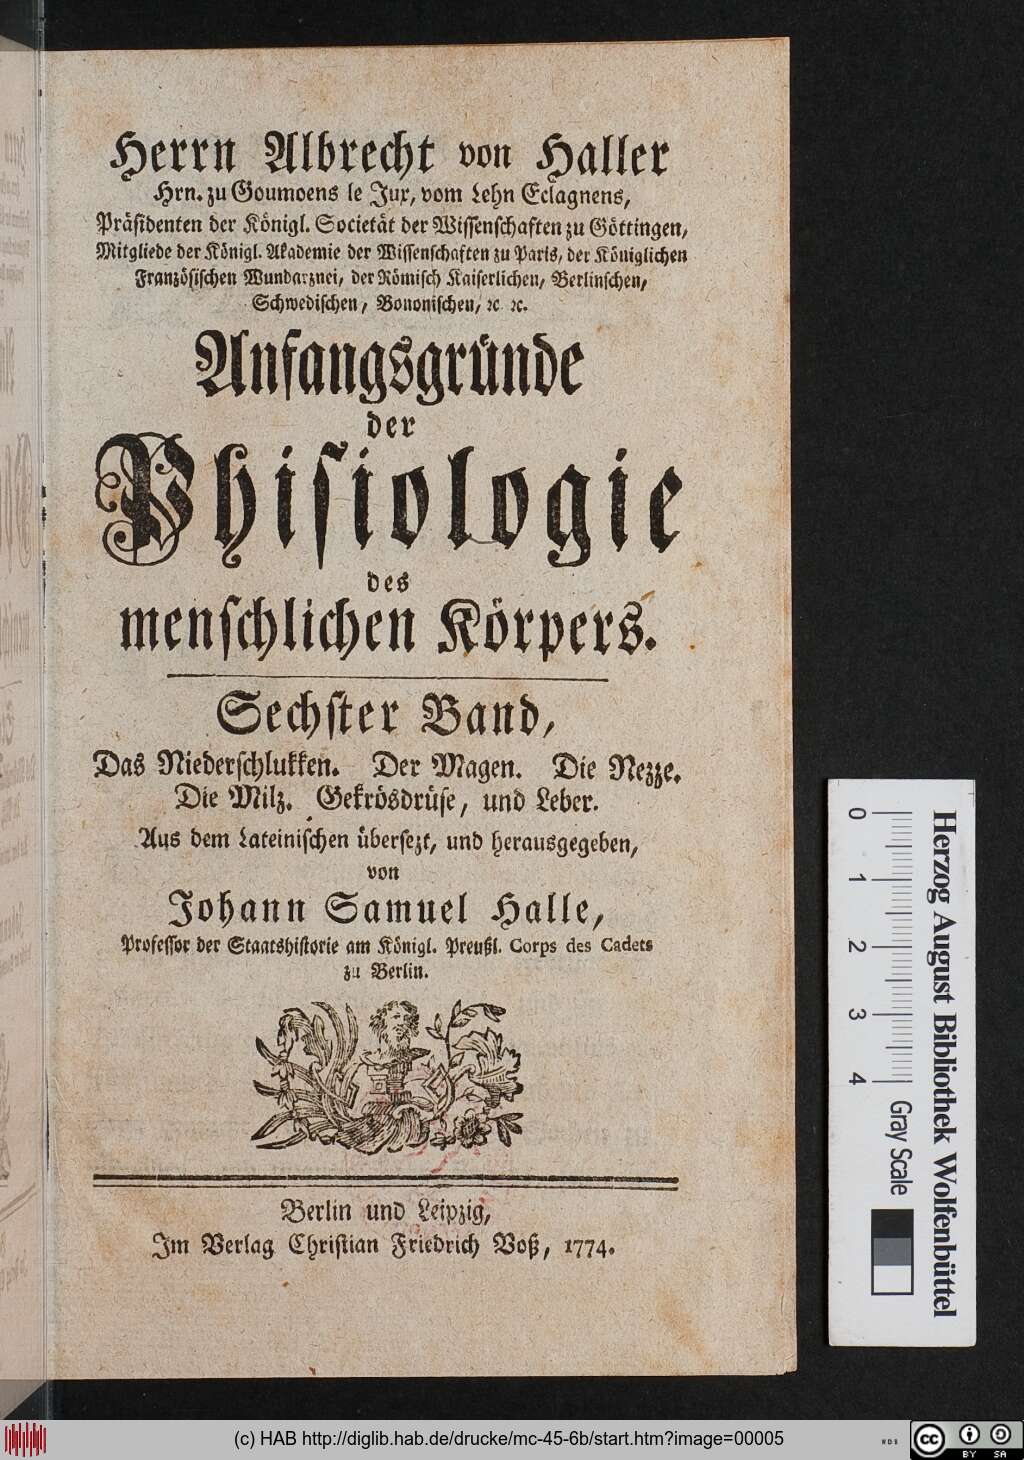 Herrn Albrecht von Haller
Hrn. zu Goumoens le Jux, vom Lehn Eclagnens,
Präsidenten der Königl. Societät der Wissenschaften zu Göttingen,
Mitgliede der Königl. Akademie der Wissenschaften zu Paris, der Königlichen
Französischen Wundarznei, der Römisch Kaiserlichen, Berlinschen,
Schwedischen, Bononischen, ꝛc ꝛc.
Anfangsgründe
der
Phisiologie
des
menschlichen Körpers.
Sechster Band,
Das Niederschlukken. Der Magen. Die Nezze.
Die Milz. Gekrösdrüse, und Leber.
Aus dem Lateinischen übersezt, und herausgegeben,
von
Johann Samuel Halle,
Professor der Staatshistorie am Königl. Preußl. Corps des Cadets
zu Berlin.
Berlin und Leipzig,
Im Verlag Christian Friedrich Voß, 1774.
0 1 2 3 4 Gray Scale
Herzog August Bibliothek Wolfenbüttel
(c) HAB http://diglib.hab.de/drucke/mc-45-6b/start.htm?image=00005
WDB
cc BY SA